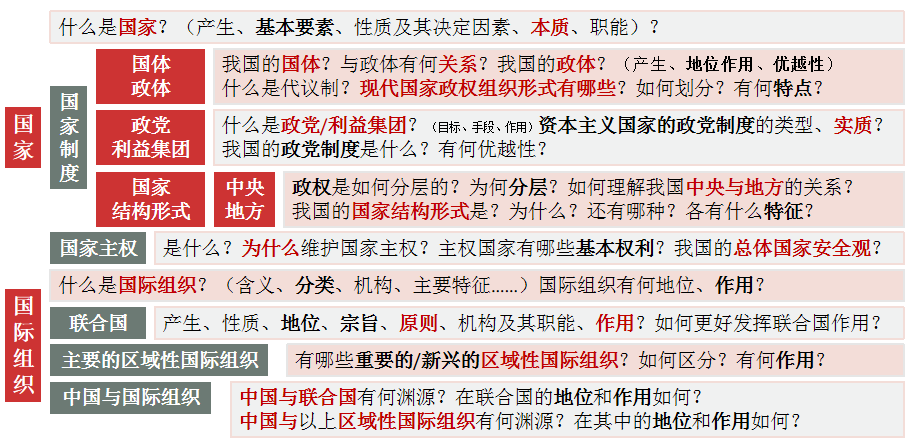 什么是国家？（产生、基本要素、性质及其决定因素、本质、职能）？
国家
国家制度
国体
政体
我国的国体？与政体有何关系？我国的政体？（产生、地位作用、优越性）
什么是代议制？现代国家政权组织形式有哪些？如何划分？有何特点？
政党
利益集团
什么是政党/利益集团？（目标、手段、作用）资本主义国家的政党制度的类型、实质？
我国的政党制度是什么？有何优越性？
国家
结构形式
中央
地方
政权是如何分层的？为何分层？如何理解我国中央与地方的关系？
我国的国家结构形式是？为什么？还有哪种？各有什么特征？
国家主权
是什么？为什么维护国家主权？主权国家有哪些基本权利？我国的总体国家安全观？
国际组织
什么是国际组织？（含义、分类、机构、主要特征……）国际组织有何地位、作用？
联合国
产生、性质、地位、宗旨、原则、机构及其职能、作用？如何更好发挥联合国作用？
主要的区域性国际组织
有哪些重要的/新兴的区域性国际组织？如何区分？有何作用？
中国与国际组织
中国与联合国有何渊源？在联合国的地位和作用如何？
中国与以上区域性国际组织有何渊源？在其中的地位和作用如何？